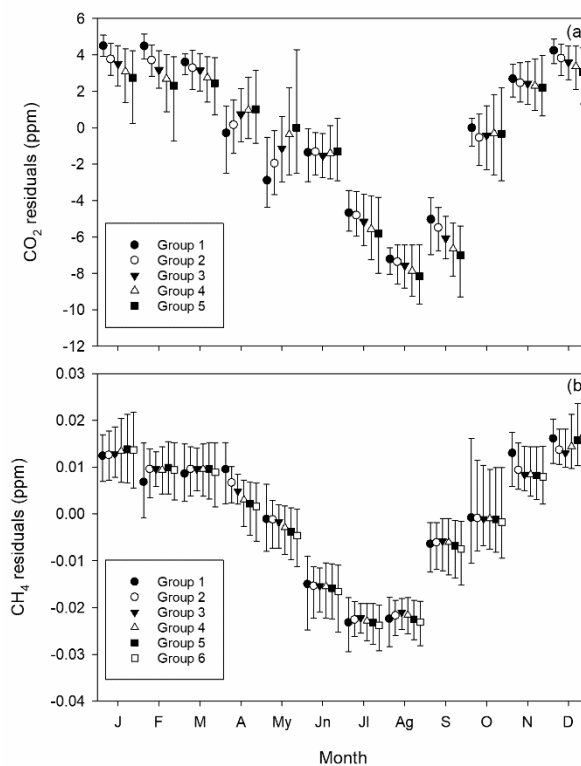 (a)
6
4
2
0
-2
-4
-6
-8
-10
-12
CO2 residuals (ppm)
Group 1
Group 2
Group 3
Group 4
Group 5
(b)
0.03
0.02
0.01
0.00
-0.01
-0.02
-0.03
-0.04
CH4 residuals (ppm)
Group 1
Group 2
Group 3
Group 4
Group 5
Group 6
J F M A My Jn Jl Ag S O N D
Month